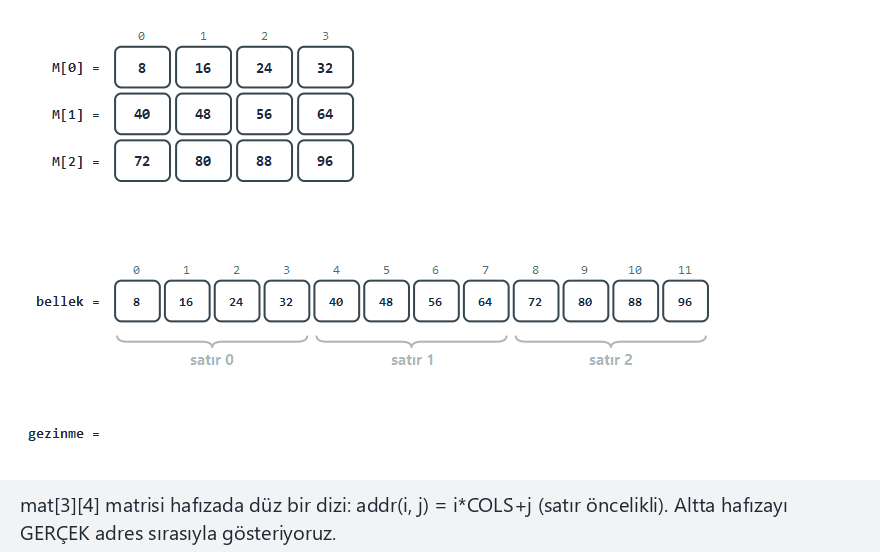 0 1 2 3
M[0] = 8 16 24 32
M[1] = 40 48 56 64
M[2] = 72 80 88 96
0 1 2 3 4 5 6 7 8 9 10 11
bellek = 8 16 24 32 40 48 56 64 72 80 88 96
satır 0 satır 1 satır 2
gezinme =
mat[3][4] matrisi hafızada düz bir dizi: addr(i, j) = i*COLS+j (satır öncelikli). Altta hafızayı
GERÇEK adres sırasıyla gösteriyoruz.